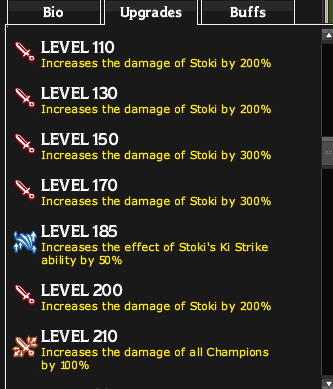 Bio Upgrades Buffs
LEVEL 110
Increases the damage of Stoki by 200%
LEVEL 130
Increases the damage of Stoki by 200%
LEVEL 150
Increases the damage of Stoki by 300%
LEVEL 170
Increases the damage of Stoki by 300%
LEVEL 185
Increases the effect of Stoki's Ki Strike
ability by 50%
LEVEL 200
Increases the damage of Stoki by 200%
LEVEL 210
Increases the damage of all Champions
by 100%